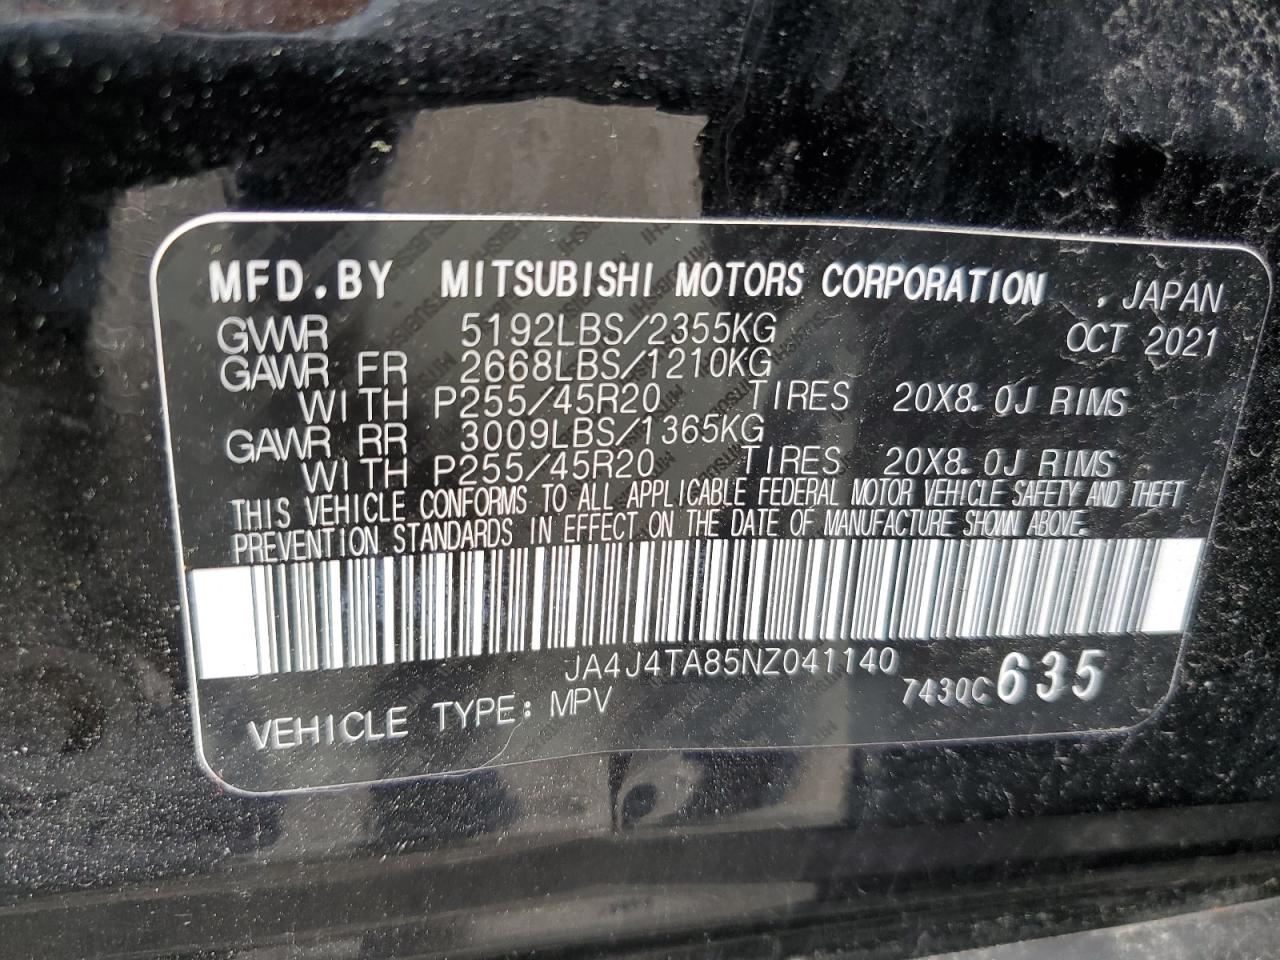 MFD.BY MITSUBISHI MOTORS CORPORATION , JAPAN
GVWR 5192LBS/2355KG OCT 2021
GAWR FR 2668LBS/1210KG
WITH P255/45R20 TIRES 20X8.0J RIMS
GAWR RR 3009LBS/1365KG
WITH P255/45R20 TIRES 20X8.0J RIMS
THIS VEHICLE CONFORMS TO ALL APPLICABLE FEDERAL MOTOR VEHICLE SAFETY AND THEFT
PREVENTION STANDARDS IN EFFECT ON THE DATE OF MANUFACTURE SHOWN ABOVE.
JA4J4TA85NZ041140
7430C635
VEHICLE TYPE: MPV